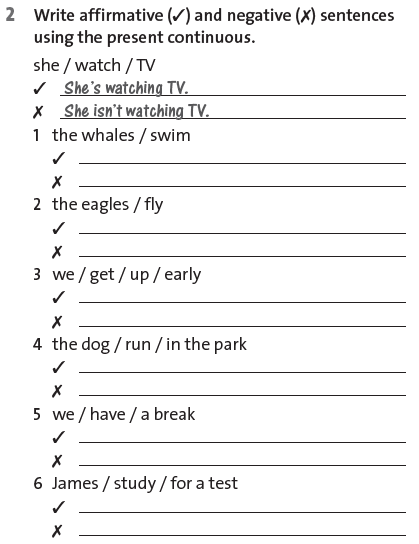 2 Write affirmative (✓) and negative (✗) sentences
using the present continuous.
she / watch / TV
✓ She's watching TV.
✗ She isn't watching TV.
1 the whales / swim
✓
✗
2 the eagles / fly
✓
✗
3 we / get / up / early
✓
✗
4 the dog / run / in the park
✓
✗
5 we / have / a break
✓
✗
6 James / study / for a test
✓
✗